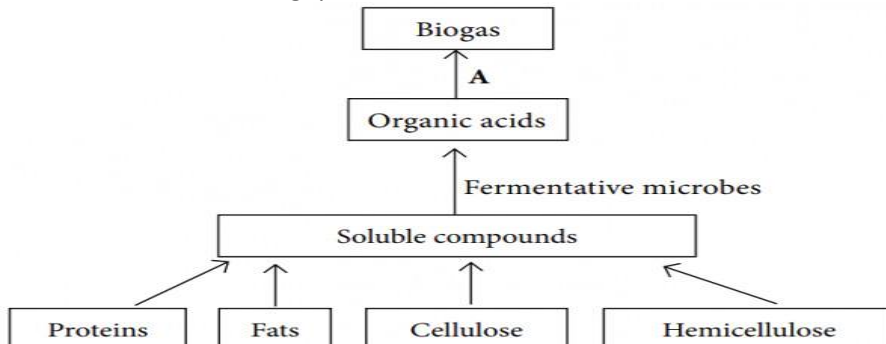 Biogas
A
Organic acids
Fermentative microbes
Soluble compounds
Proteins Fats Cellulose Hemicellulose